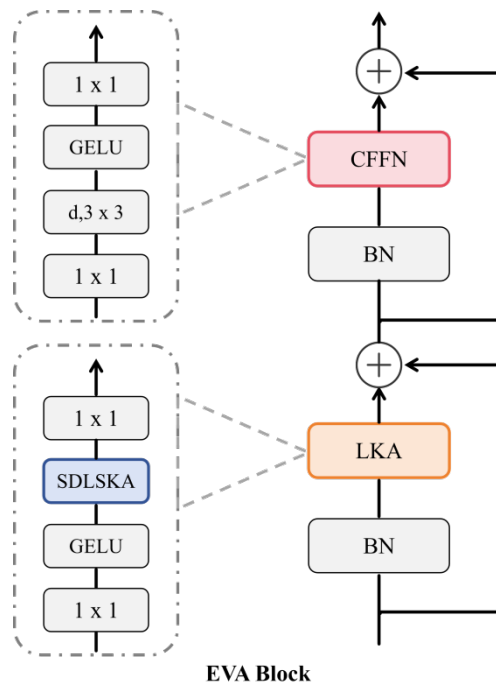 1 x 1
GELU
d,3 x 3
1 x 1
CFFN
BN
1 x 1
SDLSKA
GELU
1 x 1
LKA
BN
EVA Block